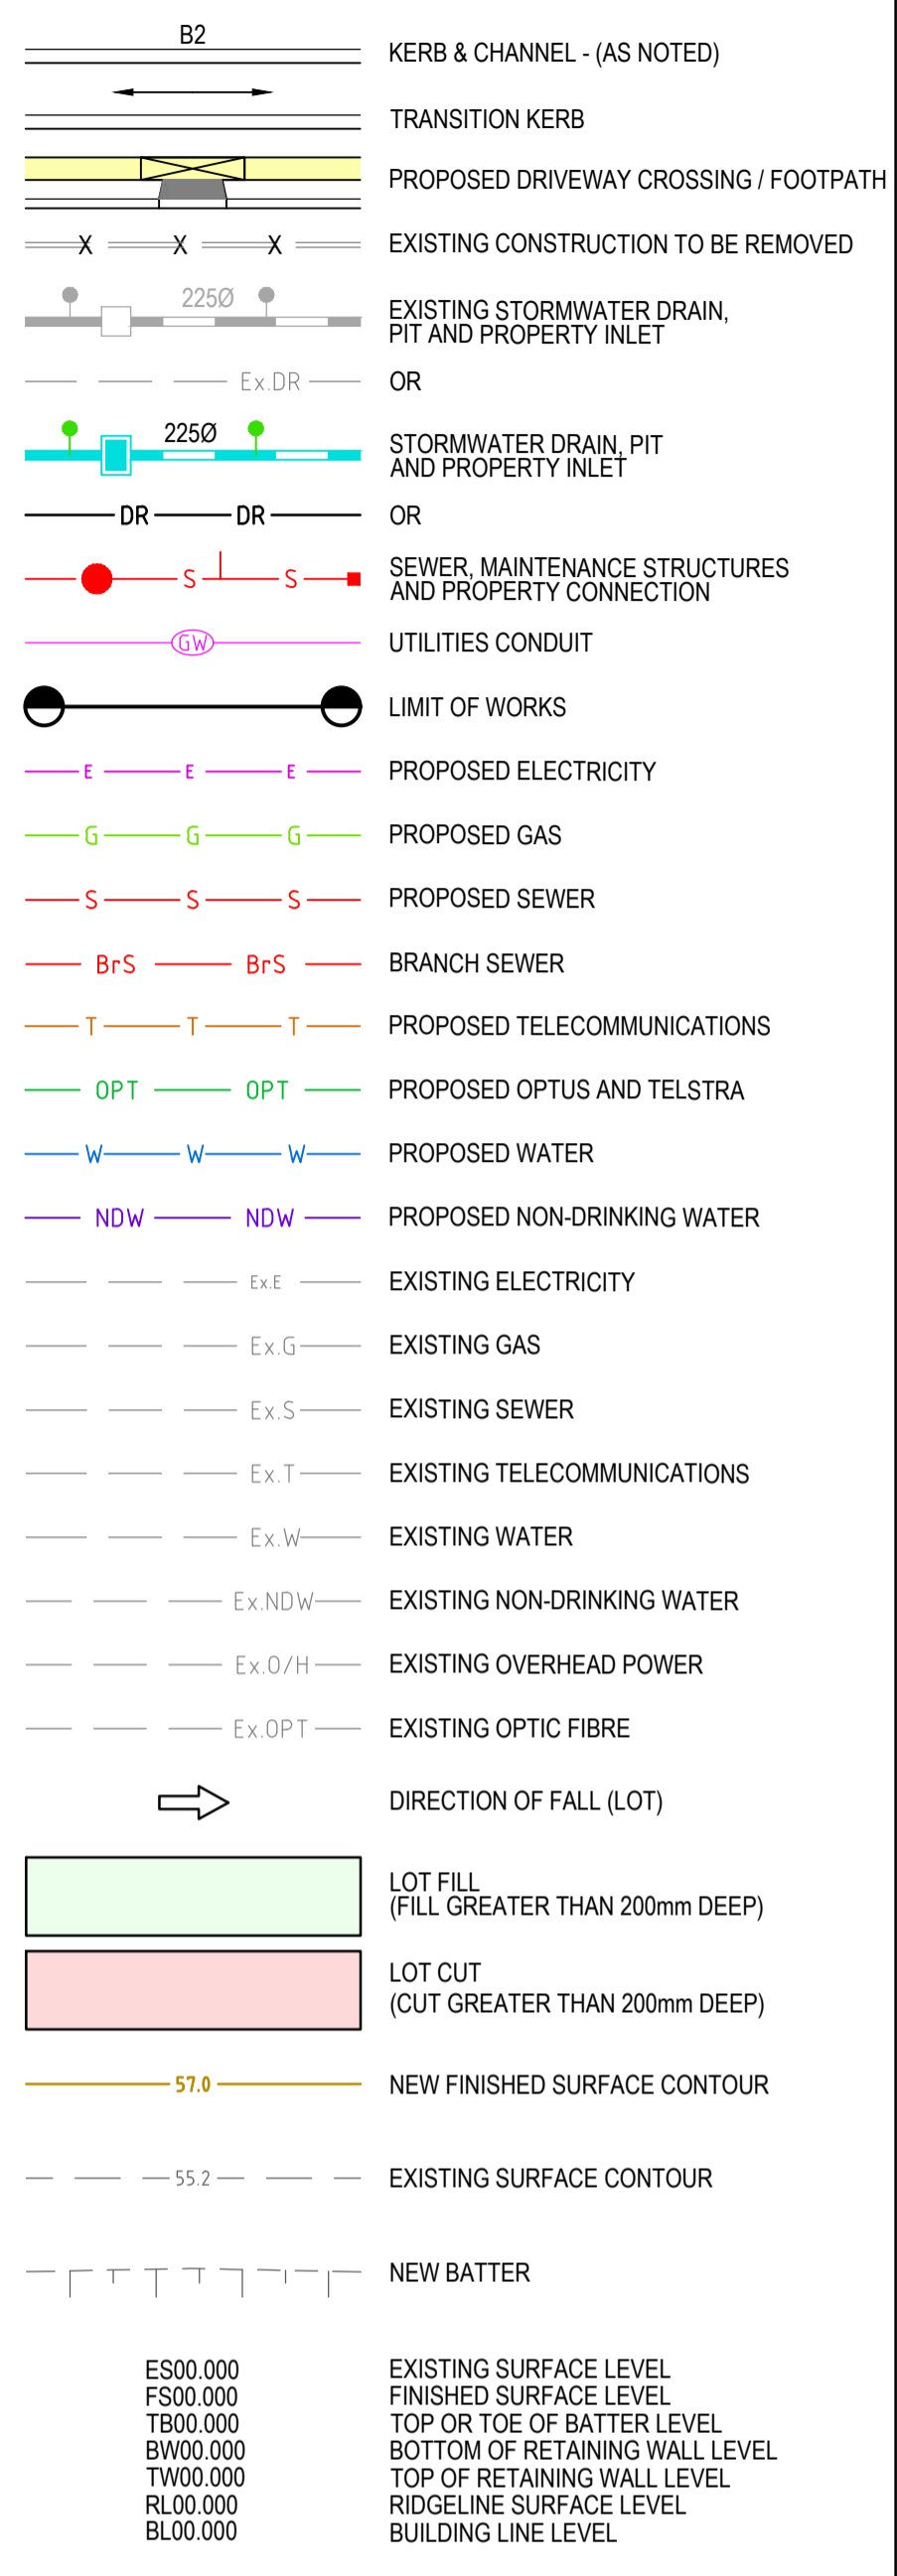 B2
KERB & CHANNEL - (AS NOTED)
TRANSITION KERB
PROPOSED DRIVEWAY CROSSING / FOOTPATH
X X X EXISTING CONSTRUCTION TO BE REMOVED
225Ø
EXISTING STORMWATER DRAIN,
PIT AND PROPERTY INLET
Ex.DR OR
225Ø
STORMWATER DRAIN, PIT
AND PROPERTY INLET
DR DR OR
S S
SEWER, MAINTENANCE STRUCTURES
AND PROPERTY CONNECTION
GW UTILITIES CONDUIT
LIMIT OF WORKS
E E E PROPOSED ELECTRICITY
G G G PROPOSED GAS
S S S PROPOSED SEWER
BrS BrS BRANCH SEWER
T T T PROPOSED TELECOMMUNICATIONS
OPT OPT PROPOSED OPTUS AND TELSTRA
W W W PROPOSED WATER
NDW NDW PROPOSED NON-DRINKING WATER
Ex.E EXISTING ELECTRICITY
Ex.G EXISTING GAS
Ex.S EXISTING SEWER
Ex.T EXISTING TELECOMMUNICATIONS
Ex.W EXISTING WATER
Ex.NDW EXISTING NON-DRINKING WATER
Ex.O/H EXISTING OVERHEAD POWER
Ex.OPT EXISTING OPTIC FIBRE
DIRECTION OF FALL (LOT)
LOT FILL
(FILL GREATER THAN 200mm DEEP)
LOT CUT
(CUT GREATER THAN 200mm DEEP)
57.0 NEW FINISHED SURFACE CONTOUR
55.2 EXISTING SURFACE CONTOUR
NEW BATTER
ES00.000 EXISTING SURFACE LEVEL
FS00.000 FINISHED SURFACE LEVEL
TB00.000 TOP OR TOE OF BATTER LEVEL
BW00.000 BOTTOM OF RETAINING WALL LEVEL
TW00.000 TOP OF RETAINING WALL LEVEL
RL00.000 RIDGELINE SURFACE LEVEL
BL00.000 BUILDING LINE LEVEL